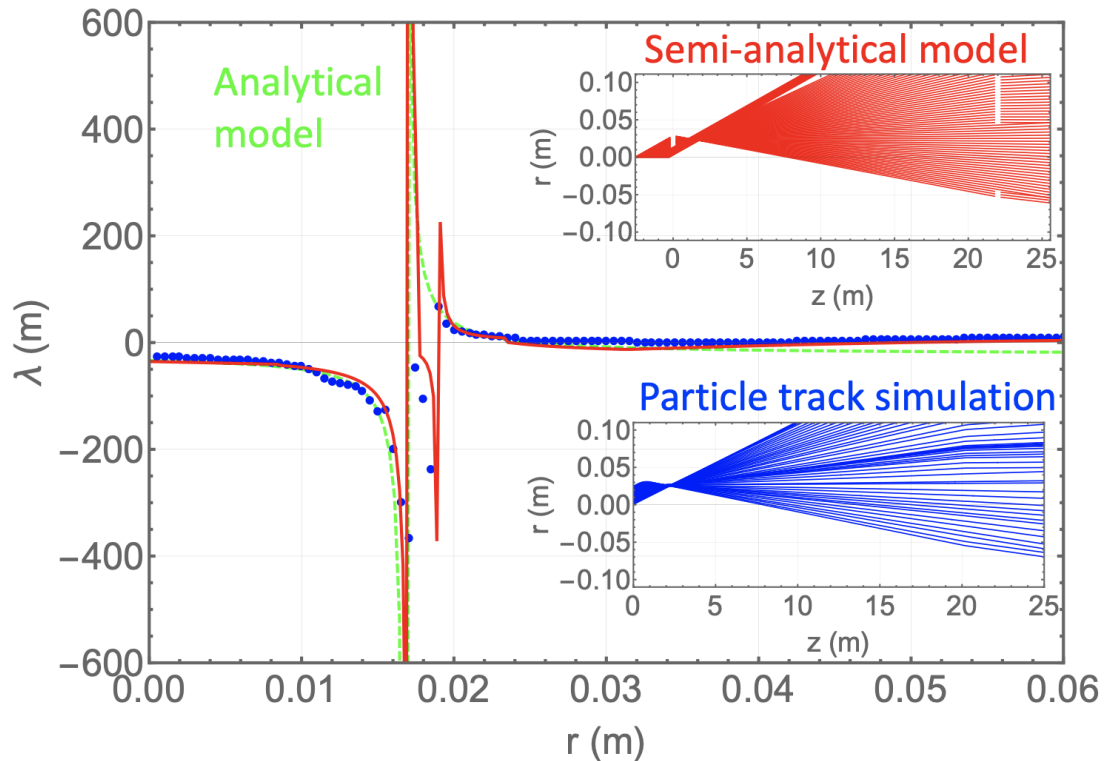 600
400
200
0
−200
−400
−600
λ (m)
0.00 0.01 0.02 0.03 0.04 0.05 0.06
r (m)
Analytical
model
Semi-analytical model
0.10
0.05
0.00
−0.05
−0.10
r (m)
0 5 10 15 20 25
z (m)
Particle track simulation
0.10
0.05
0.00
−0.05
−0.10
r (m)
0 5 10 15 20 25
z (m)